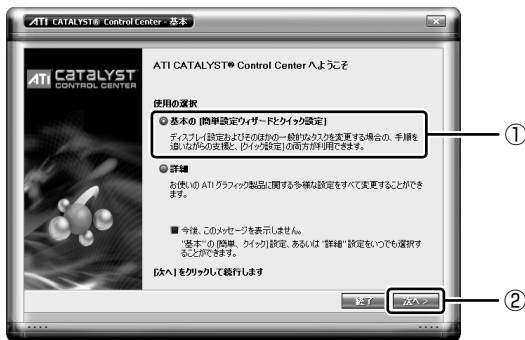 ATI CATALYST® Control Center - 基本
ATI CATALYST
CONTROL CENTER
ATI CATALYST® Control Center へようこそ
使用の選択
基本の [簡単設定ウィザードとクイック設定]
ディスプレイ設定およびそのほかの一般的なタスクを変更する場合の、手順を
追いながらの支援と、[クイック設定] の両方が利用できます。
①
詳細
お使いの ATI グラフィック製品に関する多様な設定をすべて変更することができ
ます。
今後、このメッセージを表示しません。
"基本" の [簡単、クイック] 設定、あるいは "詳細" 設定をいつでも選択す
ることができます。
[次へ] をクリックして続行します
終了
次へ >
②